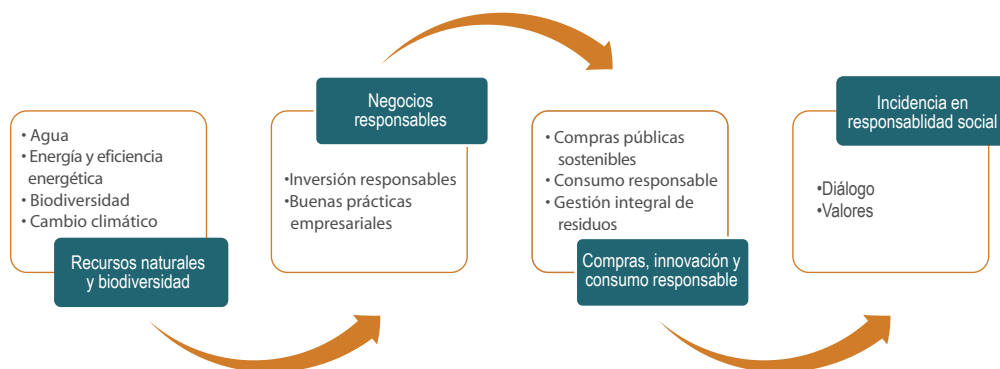 • Agua
• Energía y eficiencia
energética
• Biodiversidad
• Cambio climático
Recursos naturales
y biodiversidad
Negocios
responsables
•Inversión responsables
•Buenas prácticas
empresariales
• Compras públicas
sostenibles
• Consumo responsable
• Gestión integral de
residuos
Compras, innovación y
consumo responsable
Incidencia en
responsablidad social
•Diálogo
•Valores